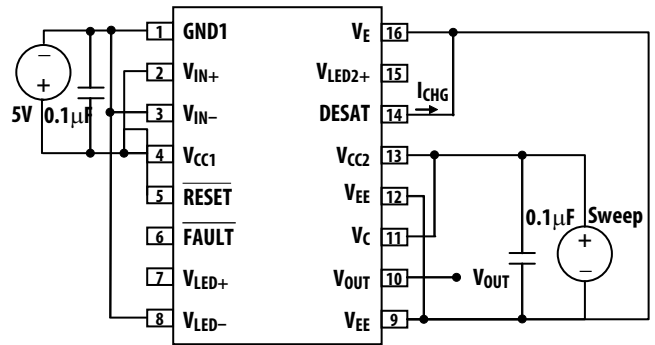 1 GND1 V_E 16
2 V_IN+ V_LED2+ 15
I_CHG
3 V_IN− DESAT 14
5V 0.1μF
4 V_CC1 V_CC2 13
5 RESET V_EE 12
0.1μF Sweep
6 FAULT V_C 11
7 V_LED+ V_OUT 10 V_OUT
8 V_LED− V_EE 9
− +
+ −